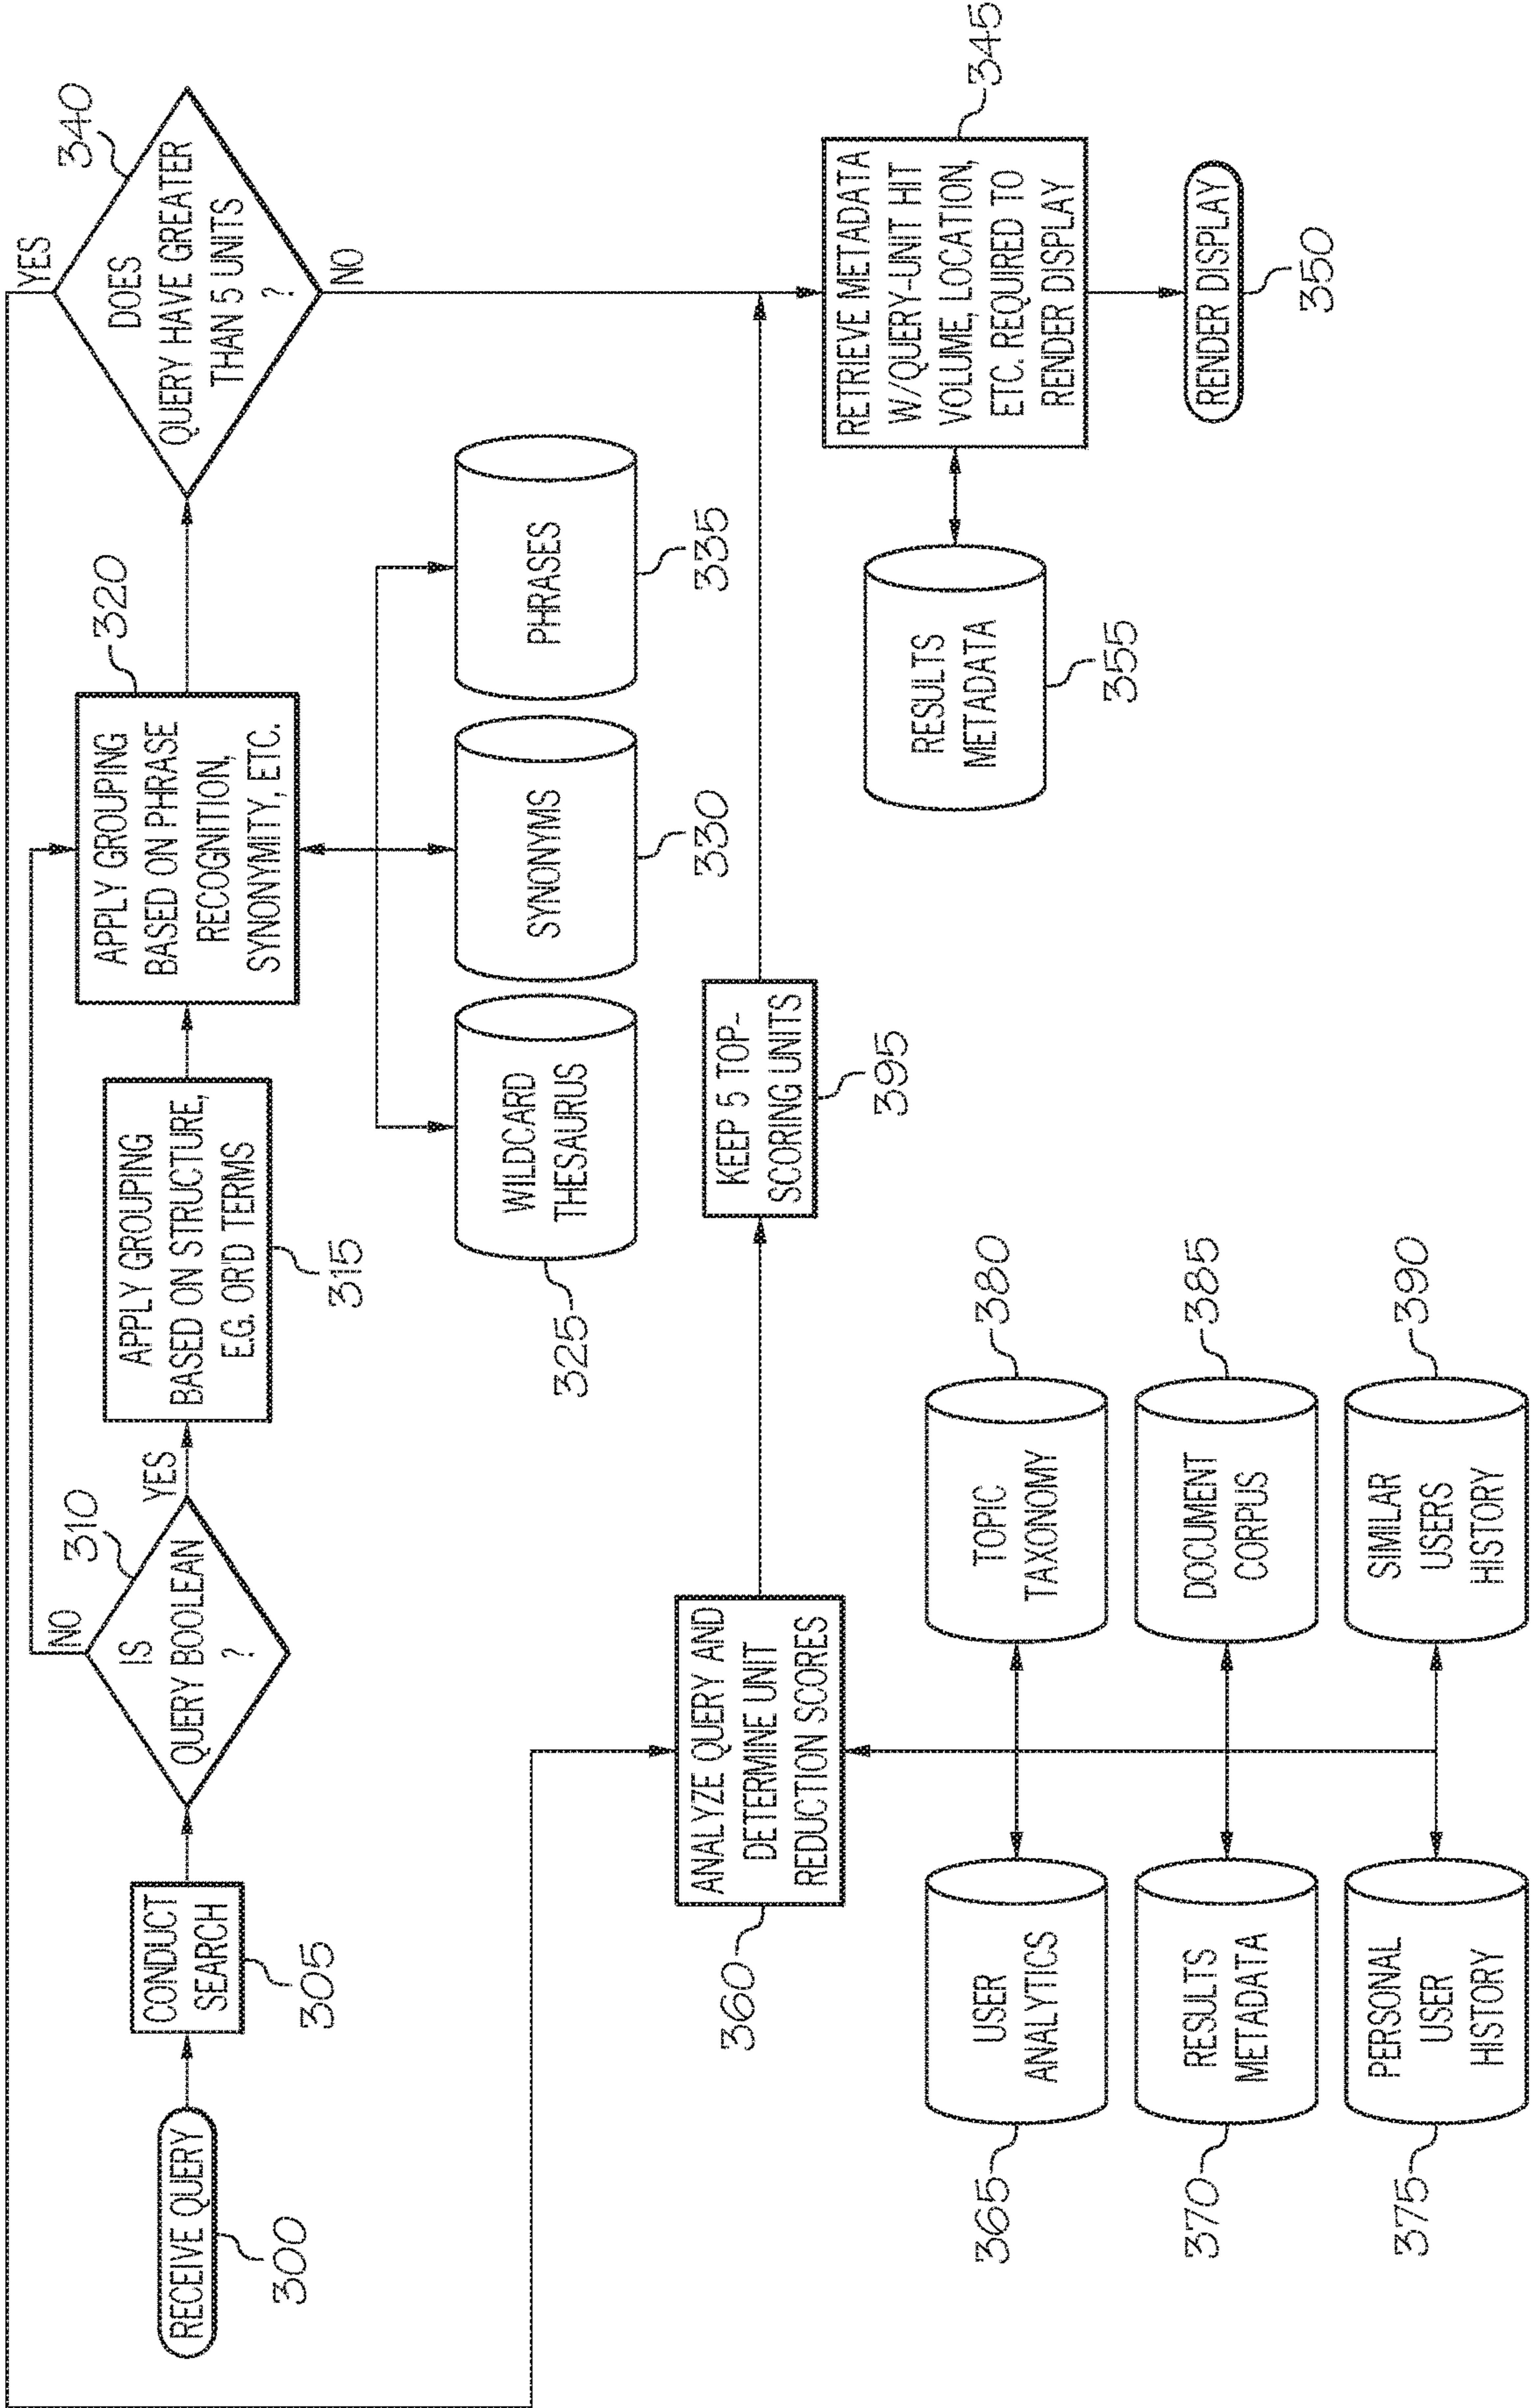 RECEIVE QUERY
300
CONDUCT
SEARCH
305
IS
QUERY BOOLEAN
?
310
NO
YES
APPLY GROUPING
BASED ON STRUCTURE,
E.G. OR'D TERMS
315
APPLY GROUPING
BASED ON PHRASE
RECOGNITION,
SYNONYMITY, ETC.
320
WILDCARD
THESAURUS
325
SYNONYMS
330
PHRASES
335
DOES
QUERY HAVE GREATER
THAN 5 UNITS
?
340
YES
NO
ANALYZE QUERY AND
DETERMINE UNIT
REDUCTION SCORES
360
KEEP 5 TOP-
SCORING UNITS
395
RETRIEVE METADATA
W/QUERY-UNIT HIT
VOLUME, LOCATION,
ETC. REQUIRED TO
RENDER DISPLAY
345
RESULTS
METADATA
355
RENDER DISPLAY
350
USER
ANALYTICS
365
TOPIC
TAXONOMY
380
RESULTS
METADATA
370
DOCUMENT
CORPUS
385
PERSONAL
USER
HISTORY
375
SIMILAR
USERS
HISTORY
390